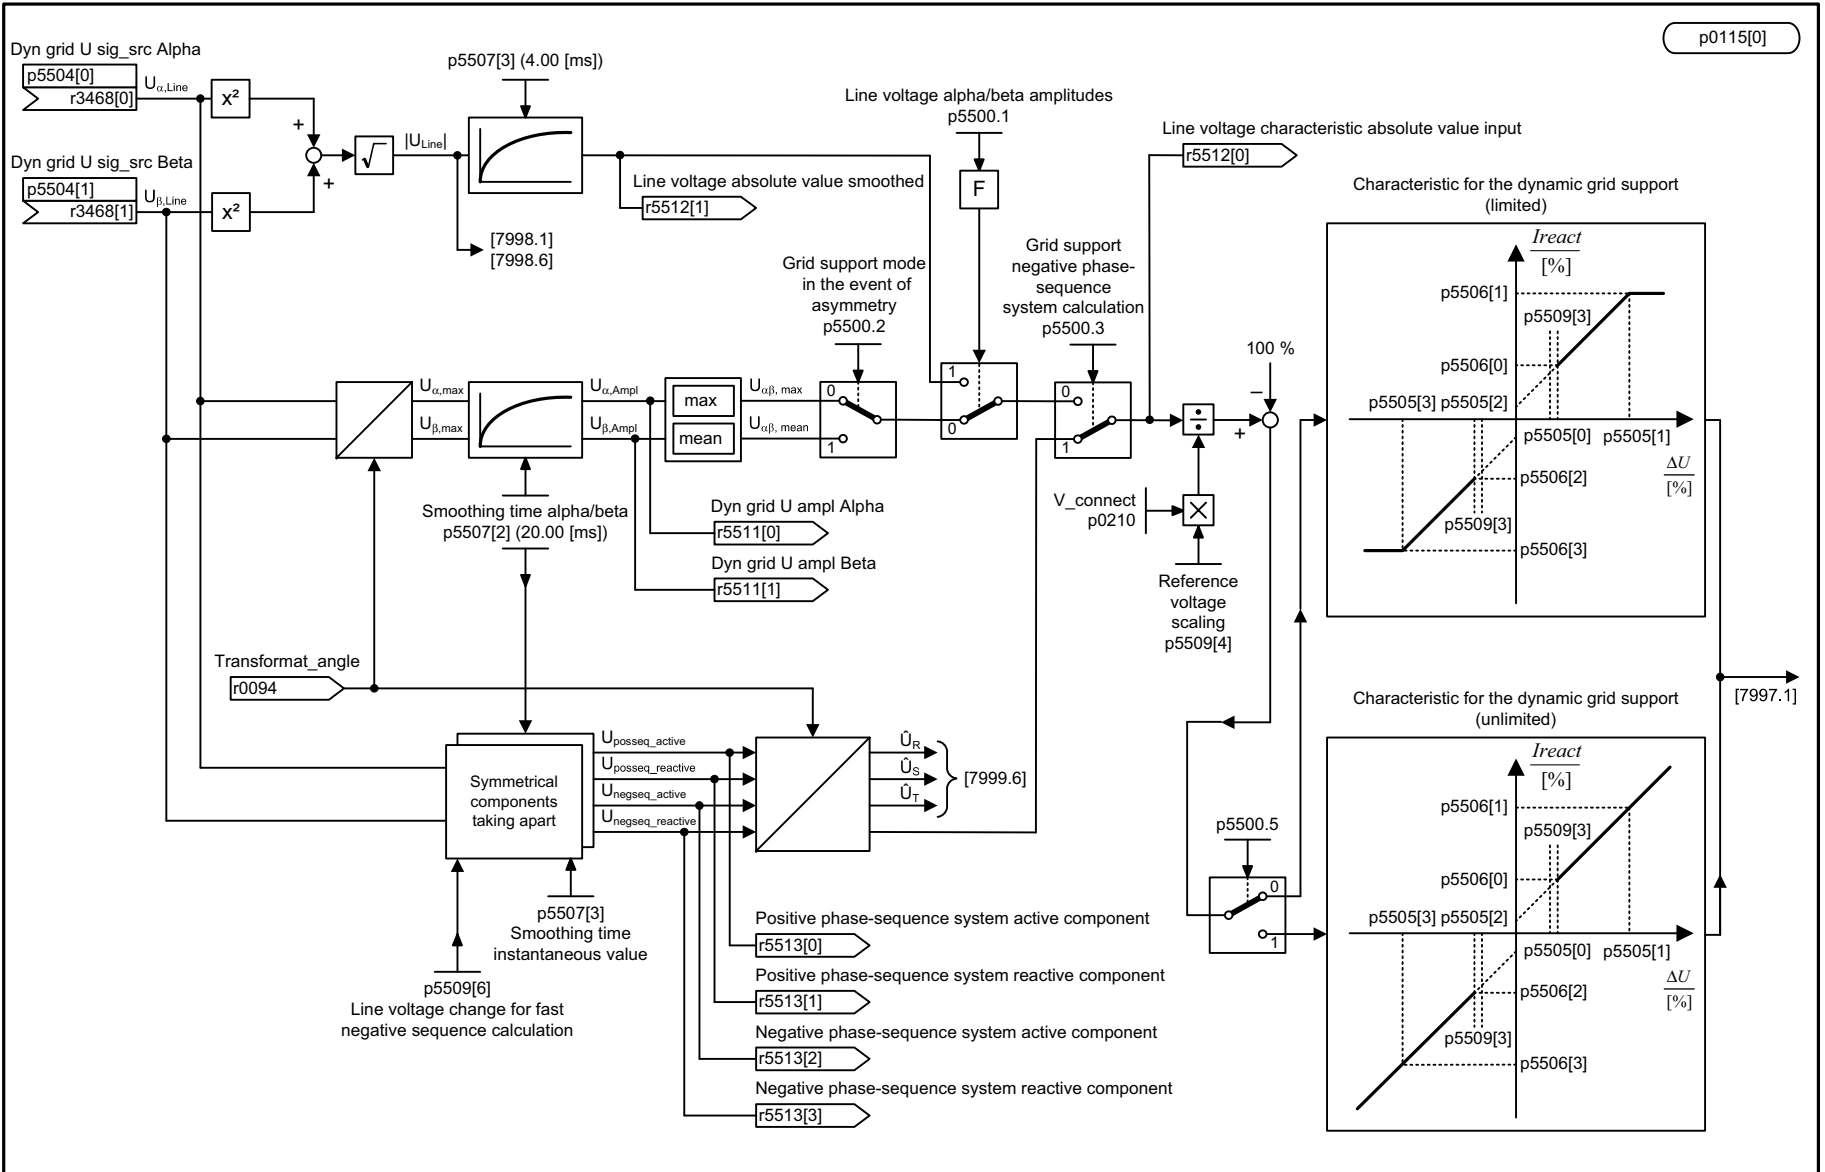 p0115[0]
Dyn grid U sig_src Alpha
p5504[0]
r3468[0]
Uα,Line
x²
Dyn grid U sig_src Beta
p5504[1]
r3468[1]
Uβ,Line
x²
+
+
√
|ULine|
p5507[3] (4.00 [ms])
[7998.1]
[7998.6]
Line voltage absolute value smoothed
r5512[1]
Line voltage alpha/beta amplitudes
p5500.1
F
Line voltage characteristic absolute value input
r5512[0]
Grid support mode
in the event of
asymmetry
p5500.2
Grid support
negative phase-
sequence
system calculation
p5500.3
Uα,max
Uβ,max
Uα,Ampl
Uβ,Ampl
max
mean
Uαβ, max
Uαβ, mean
0
1
1
0
0
1
÷
+
–
100 %
Smoothing time alpha/beta
p5507[2] (20.00 [ms])
Dyn grid U ampl Alpha
r5511[0]
Dyn grid U ampl Beta
r5511[1]
V_connect
p0210
×
Reference
voltage
scaling
p5509[4]
Transformat_angle
r0094
Symmetrical
components
taking apart
Uposseq_active
Uposseq_reactive
Unegseq_active
Unegseq_reactive
ÛR
ÛS
ÛT
[7999.6]
p5507[3]
Smoothing time
instantaneous value
p5509[6]
Line voltage change for fast
negative sequence calculation
Positive phase-sequence system active component
r5513[0]
Positive phase-sequence system reactive component
r5513[1]
Negative phase-sequence system active component
r5513[2]
Negative phase-sequence system reactive component
r5513[3]
p5500.5
0
1
Characteristic for the dynamic grid support
(limited)
Ireact
[%]
p5506[1]
p5509[3]
p5506[0]
p5505[3] p5505[2]
p5505[0] p5505[1]
p5506[2]
ΔU
[%]
p5509[3]
p5506[3]
[7997.1]
Characteristic for the dynamic grid support
(unlimited)
Ireact
[%]
p5506[1]
p5509[3]
p5506[0]
p5505[3] p5505[2]
p5505[0] p5505[1]
p5506[2]
ΔU
[%]
p5509[3]
p5506[3]